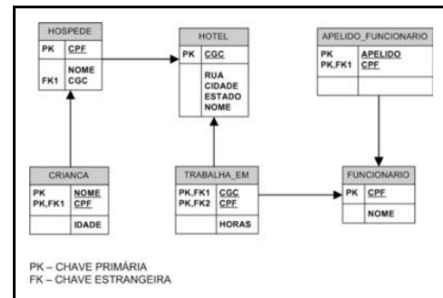 HOSPEDE
PK CPF
NOME
FK1 CGC
HOTEL
PK CGC
RUA
CIDADE
ESTADO
NOME
APELIDO_FUNCIONARIO
PK APELIDO
PK,FK1 CPF
CRIANCA
PK NOME
PK,FK1 CPF
IDADE
TRABALHA_EM
PK,FK1 CGC
PK,FK2 CPF
HORAS
FUNCIONARIO
PK CPF
NOME
PK – CHAVE PRIMÁRIA
FK – CHAVE ESTRANGEIRA